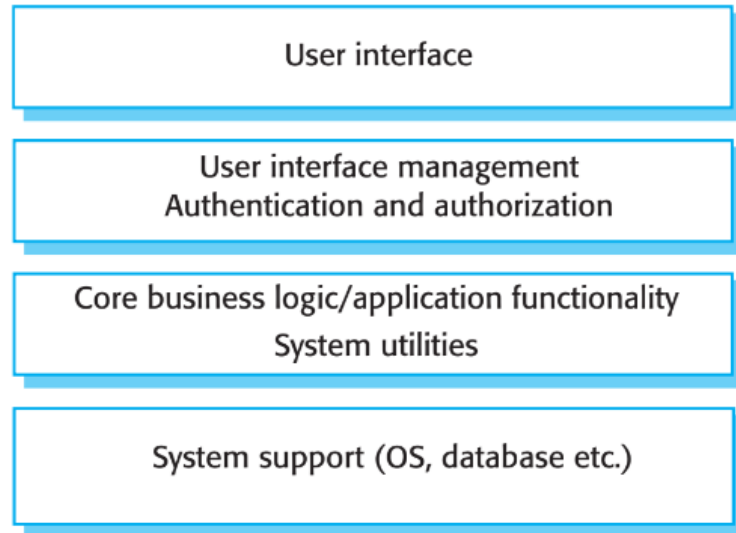 User interface
User interface management
Authentication and authorization
Core business logic/application functionality
System utilities
System support (OS, database etc.)